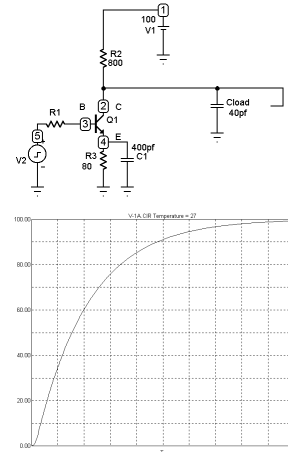 1
100
V1
R2
800
B
2
C
R1
3
Q1
5
4
E
400pf
C1
V2
R3
80
Cload
40pf
V-1A.CIR Temperature = 27
100.00
80.00
60.00
40.00
20.00
0.00